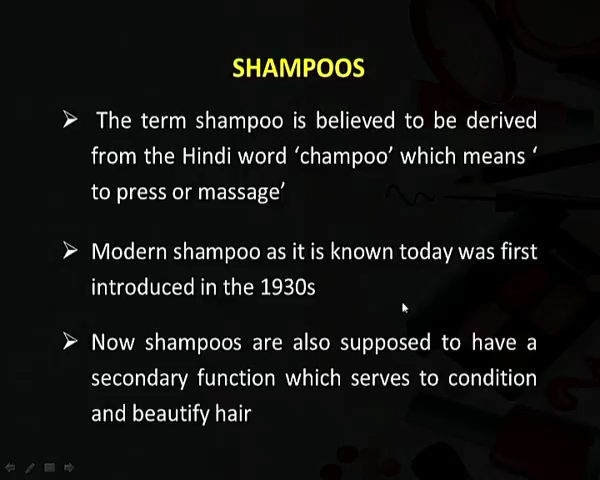 SHAMPOOS
➢ The term shampoo is believed to be derived
from the Hindi word ‘champoo’ which means ‘
to press or massage’
➢ Modern shampoo as it is known today was first
introduced in the 1930s
➢ Now shampoos are also supposed to have a
secondary function which serves to condition
and beautify hair